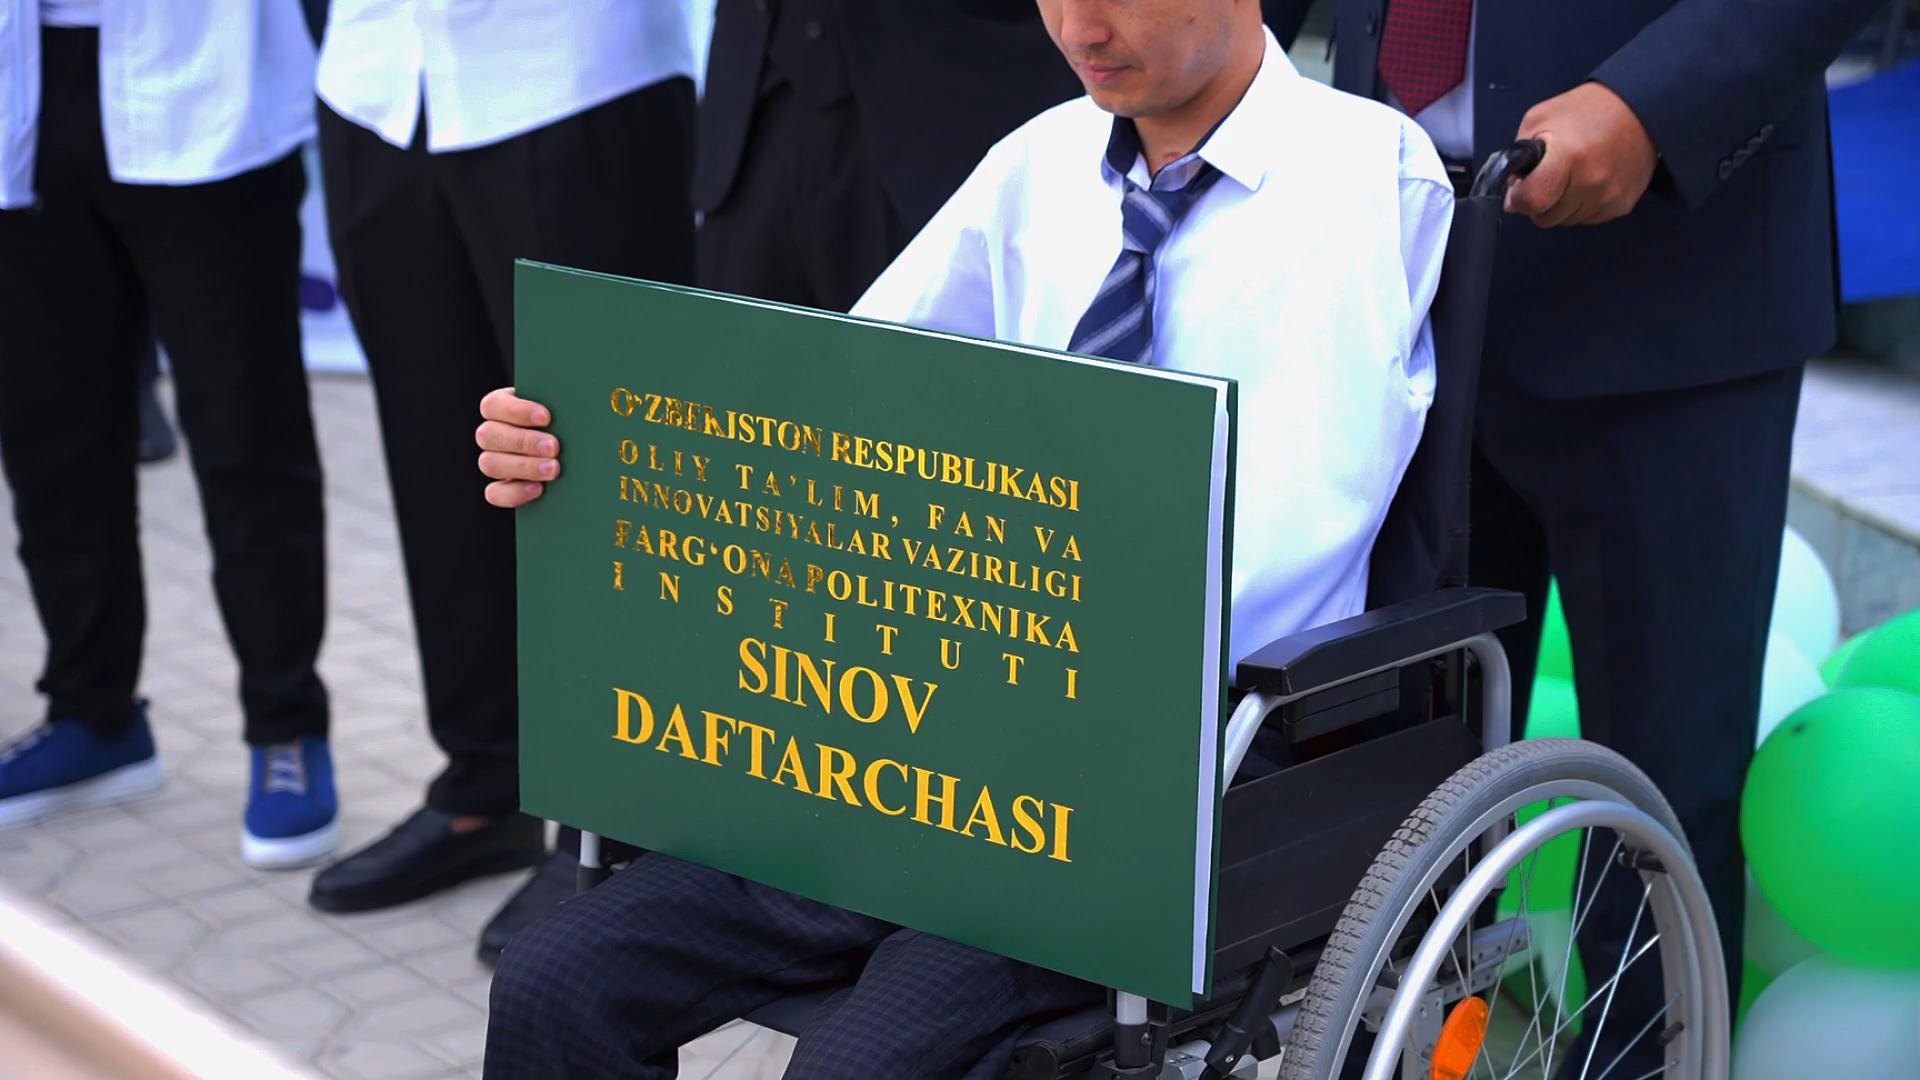 O‘ZBEKISTON RESPUBLIKASI
OLIY TA’LIM, FAN VA
INNOVATSIYALAR VAZIRLIGI
FARG‘ONA POLITEXNIKA
INSTITUTI
SINOV
DAFTARCHASI